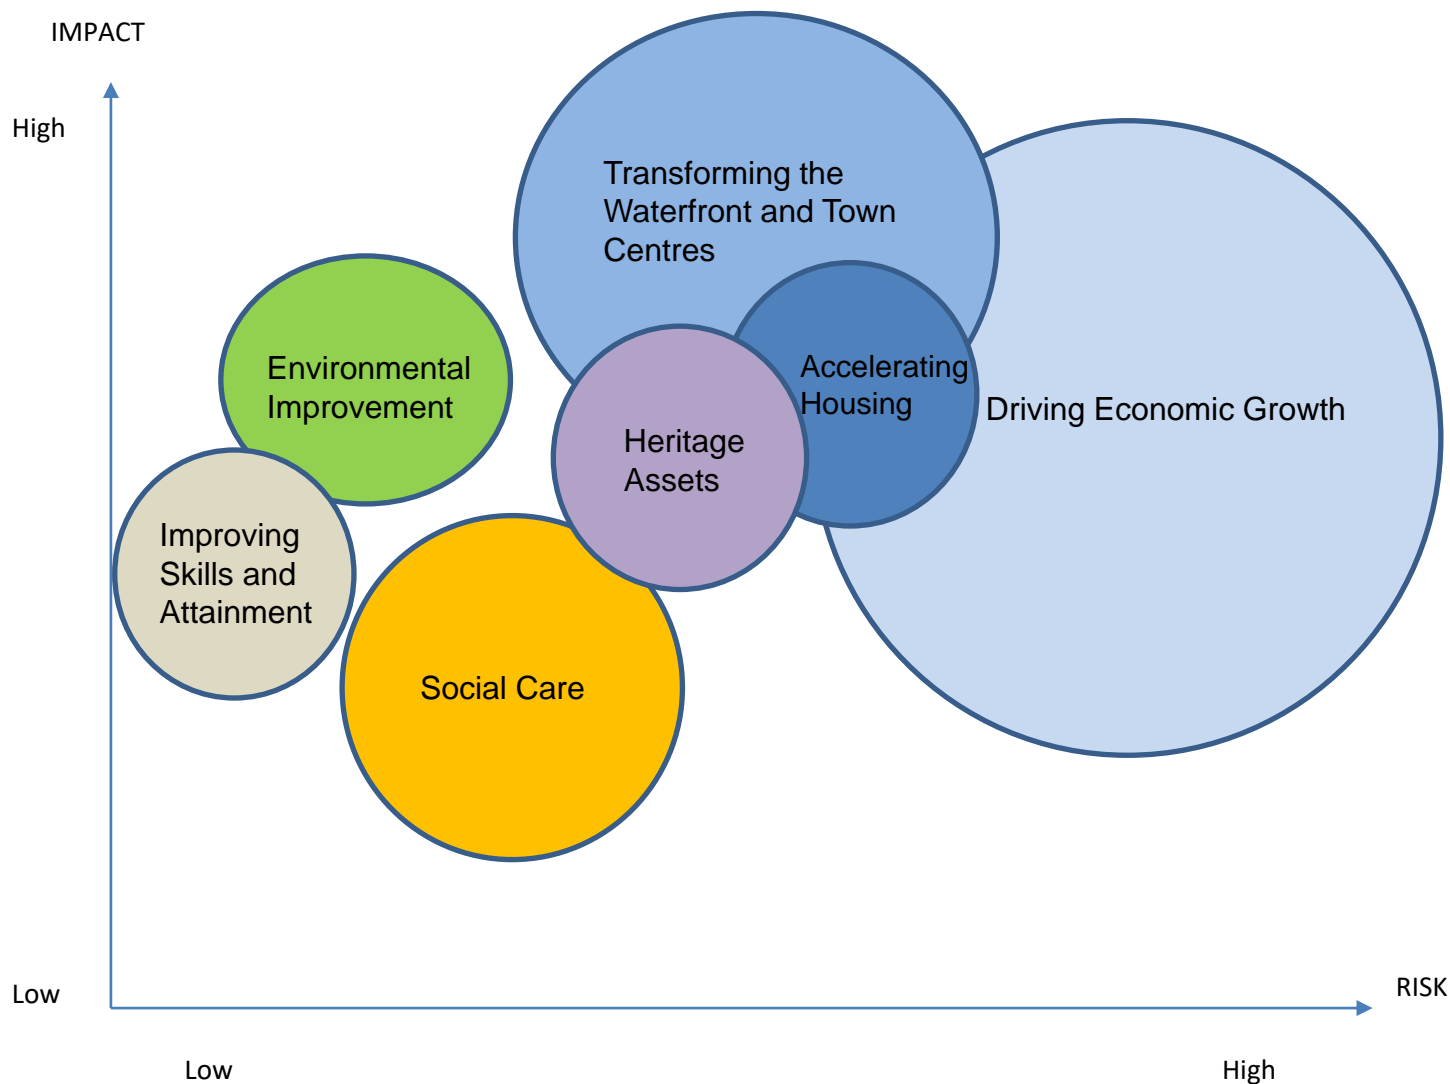 IMPACT
High
Transforming the
Waterfront and Town
Centres
Environmental
Improvement
Accelerating
Housing
Driving Economic Growth
Heritage
Assets
Improving
Skills and
Attainment
Social Care
Low
RISK
Low
High